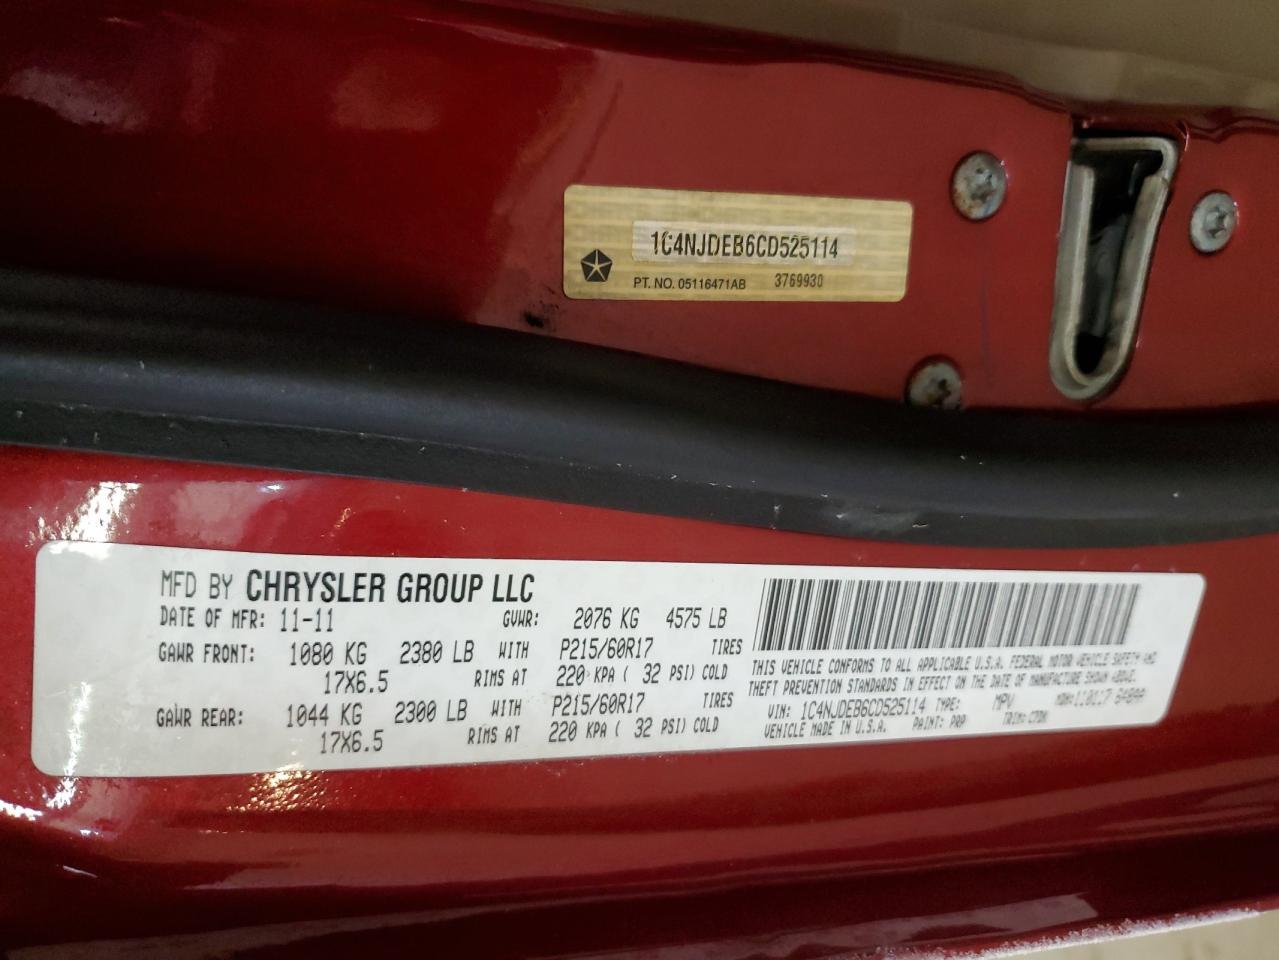 1C4NJDEB6CD525114
PT. NO. 05116471AB 3769930
MFD BY CHRYSLER GROUP LLC
DATE OF MFR: 11-11 GVWR: 2076 KG 4575 LB
GAWR FRONT: 1080 KG 2380 LB WITH P215/60R17 TIRES
17X6.5 RIMS AT 220 KPA ( 32 PSI) COLD
GAWR REAR: 1044 KG 2300 LB WITH P215/60R17 TIRES
17X6.5 RIMS AT 220 KPA ( 32 PSI) COLD
THIS VEHICLE CONFORMS TO ALL APPLICABLE U.S.A. FEDERAL MOTOR VEHICLE SAFETY AND
THEFT PREVENTION STANDARDS IN EFFECT ON THE DATE OF MANUFACTURE SHOWN ABOVE.
VIN: 1C4NJDEB6CD525114 TYPE: MPV MDH:
VEHICLE MADE IN U.S.A. PAINT: PRP TRIM: